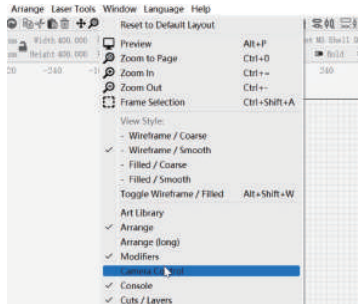 Arrange Laser Tools Window Language Help
Reset to Default Layout
Width 400.000
Height 400.000
Preview Alt+P
Zoom to Page Ctrl+0
Zoom In Ctrl+=
Zoom Out Ctrl+-
Frame Selection Ctrl+Shift+A
Bold
-240
240
View Style:
- Wireframe / Coarse
✓ - Wireframe / Smooth
- Filled / Coarse
- Filled / Smooth
Toggle Wireframe / Filled Alt+Shift+W
Art Library
✓ Arrange
Arrange (long)
✓ Modifiers
Camera Control
✓ Console
✓ Cuts / Layers